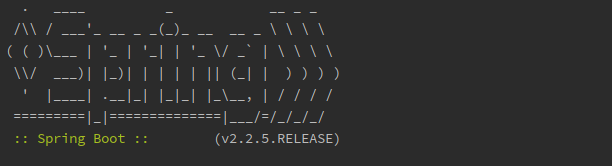 .   ____          _            __ _ _
 /\\ / ___'_ __ _ _(_)_ __  __ _ \ \ \ \
( ( )\___ | '_ | '_| | '_ \/ _` | \ \ \ \
 \\/  ___)| |_)| | | | | || (_| |  ) ) ) )
  '  |____| .__|_| |_|_| |_\__, | / / / /
 =========|_|==============|___/=/_/_/_/
 :: Spring Boot ::        (v2.2.5.RELEASE)